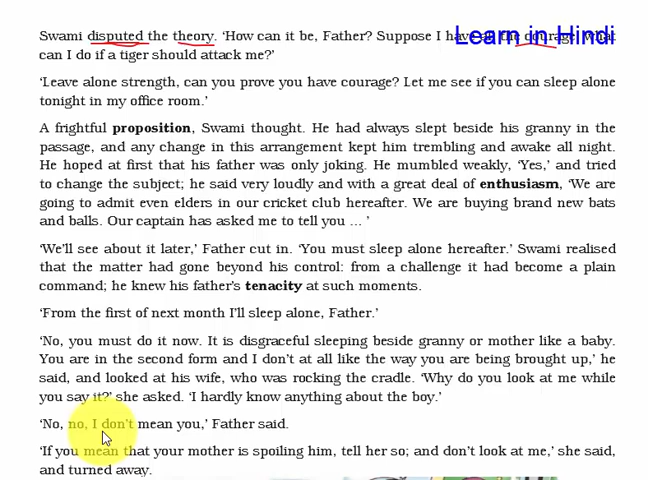 Swami disputed the theory. ‘How can it be, Father? Suppose I have all the courage, what
Learn in Hindi
can I do if a tiger should attack me?’
‘Leave alone strength, can you prove you have courage? Let me see if you can sleep alone
tonight in my office room.’
A frightful proposition, Swami thought. He had always slept beside his granny in the
passage, and any change in this arrangement kept him trembling and awake all night.
He hoped at first that his father was only joking. He mumbled weakly, ‘Yes,’ and tried
to change the subject; he said very loudly and with a great deal of enthusiasm, ‘We are
going to admit even elders in our cricket club hereafter. We are buying brand new bats
and balls. Our captain has asked me to tell you ... ’
‘We’ll see about it later,’ Father cut in. ‘You must sleep alone hereafter.’ Swami realised
that the matter had gone beyond his control: from a challenge it had become a plain
command; he knew his father’s tenacity at such moments.
‘From the first of next month I’ll sleep alone, Father.’
‘No, you must do it now. It is disgraceful sleeping beside granny or mother like a baby.
You are in the second form and I don’t at all like the way you are being brought up,’ he
said, and looked at his wife, who was rocking the cradle. ‘Why do you look at me while
you say it?’ she asked. ‘I hardly know anything about the boy.’
‘No, no, I don’t mean you,’ Father said.
‘If you mean that your mother is spoiling him, tell her so; and don’t look at me,’ she said,
and turned away.